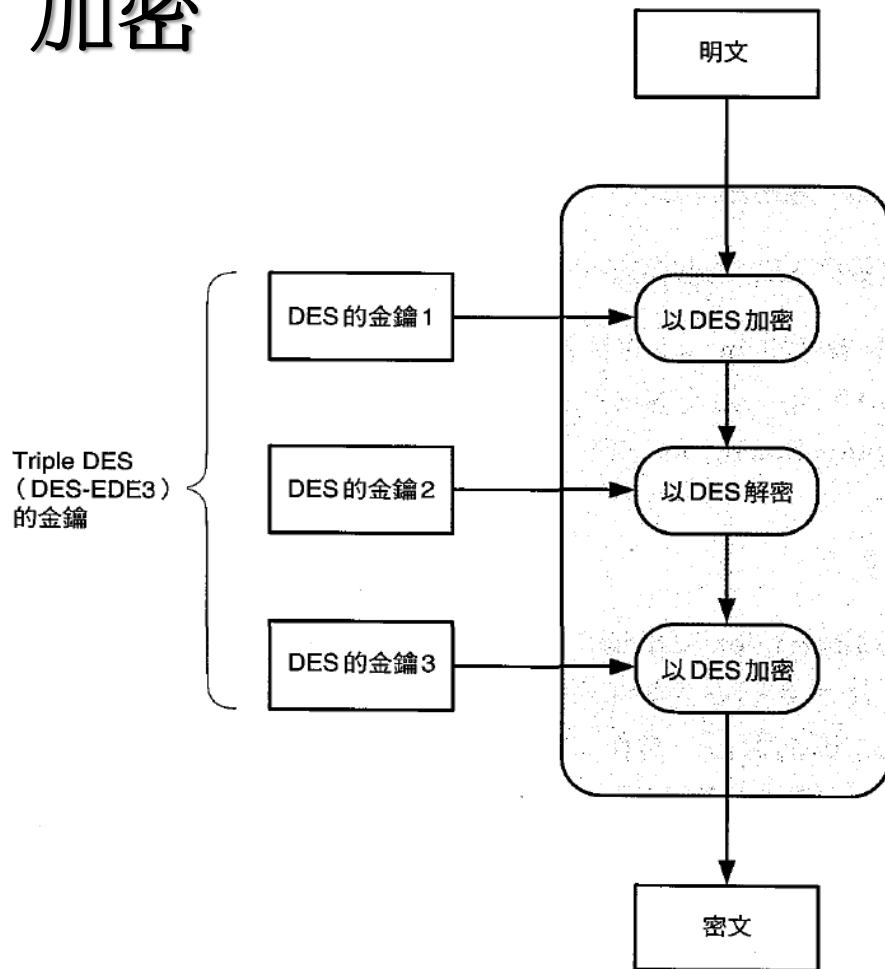 加密
明文
DES的金鑰1
以DES加密
Triple DES
（DES-EDE3）
的金鑰
DES的金鑰2
以DES解密
DES的金鑰3
以DES加密
密文